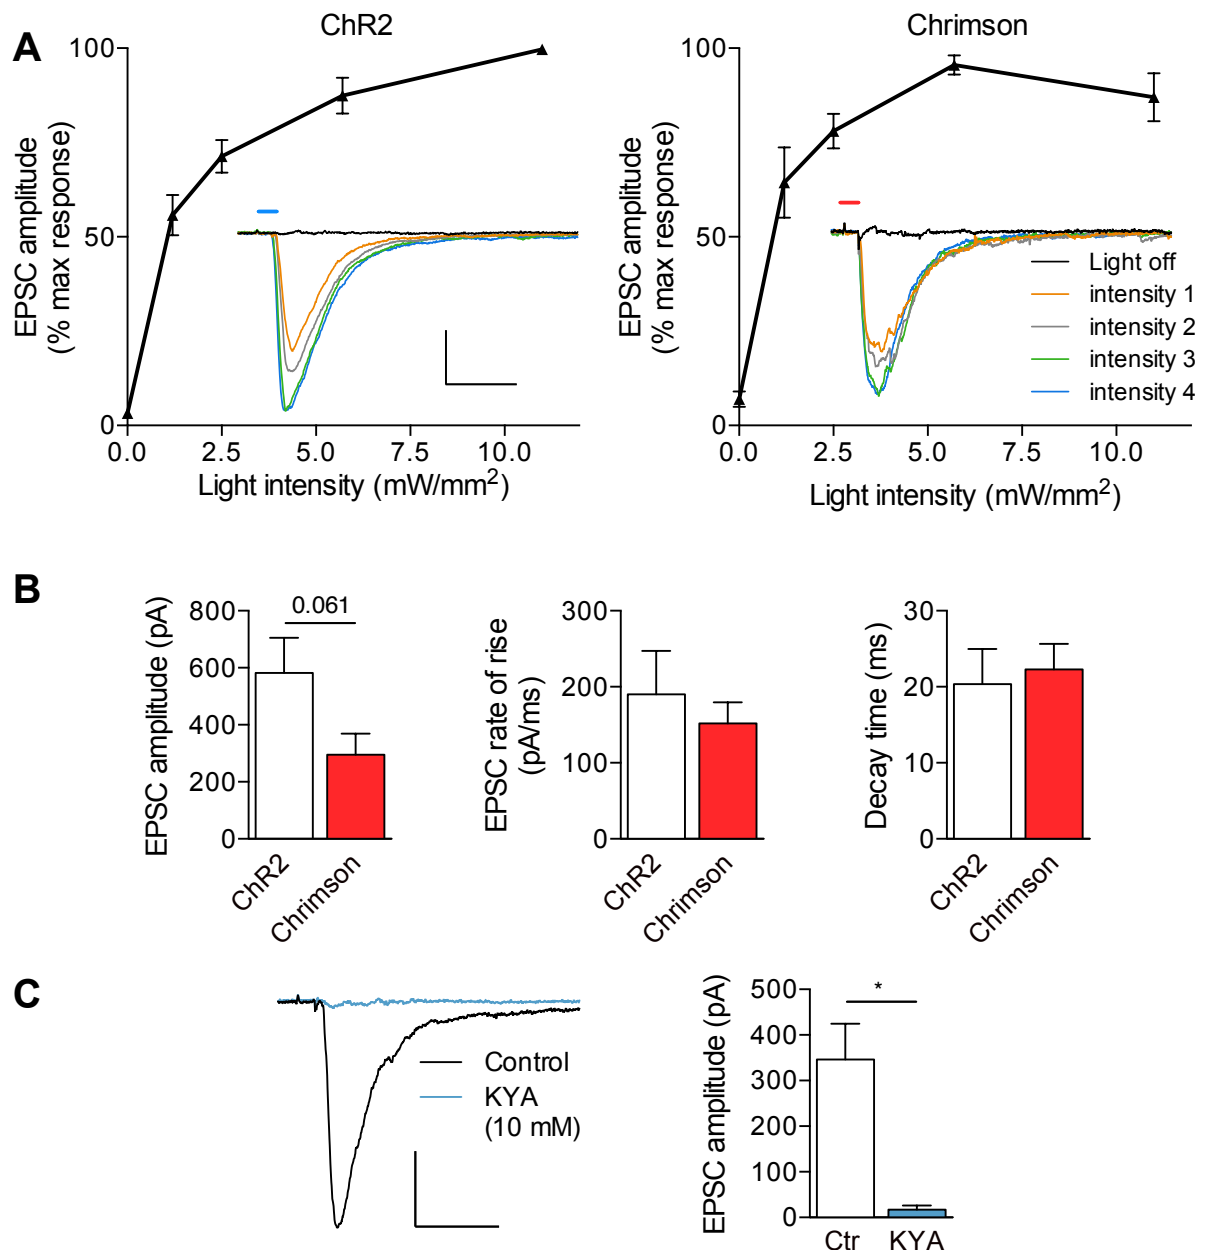 A
ChR2
EPSC amplitude
(% max response)
100
50
0
0.0 2.5 5.0 7.5 10.0
Light intensity (mW/mm²)
Chrimson
EPSC amplitude
(% max response)
100
50
0
0.0 2.5 5.0 7.5 10.0
Light intensity (mW/mm²)
Light off
intensity 1
intensity 2
intensity 3
intensity 4
B
EPSC amplitude (pA)
800
600
400
200
0
0.061
ChR2
Chrimson
EPSC rate of rise
(pA/ms)
300
200
100
0
ChR2
Chrimson
Decay time (ms)
30
20
10
0
ChR2
Chrimson
C
Control
KYA
(10 mM)
EPSC amplitude (pA)
500
400
300
200
100
0
*
Ctr KYA